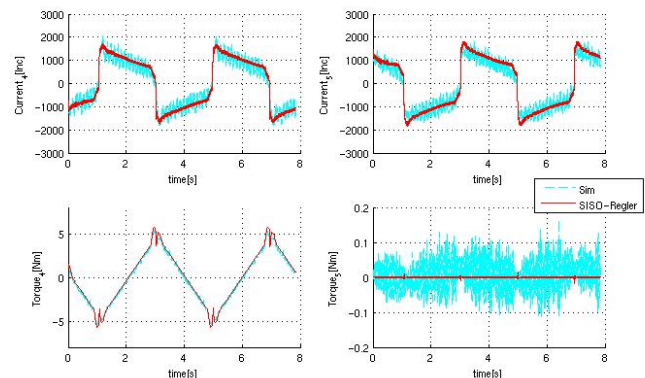 3000
2000
1000
0
−1000
−2000
−3000
Current4[Inc]
0 2 4 6 8
time[s]
3000
2000
1000
0
−1000
−2000
−3000
Current5[Inc]
0 2 4 6 8
time[s]
5
0
−5
Torque4[Nm]
0 2 4 6 8
time[s]
Sim
SISO−Regler
0.2
0.1
0
−0.1
−0.2
Torque5[Nm]
0 2 4 6 8
time[s]